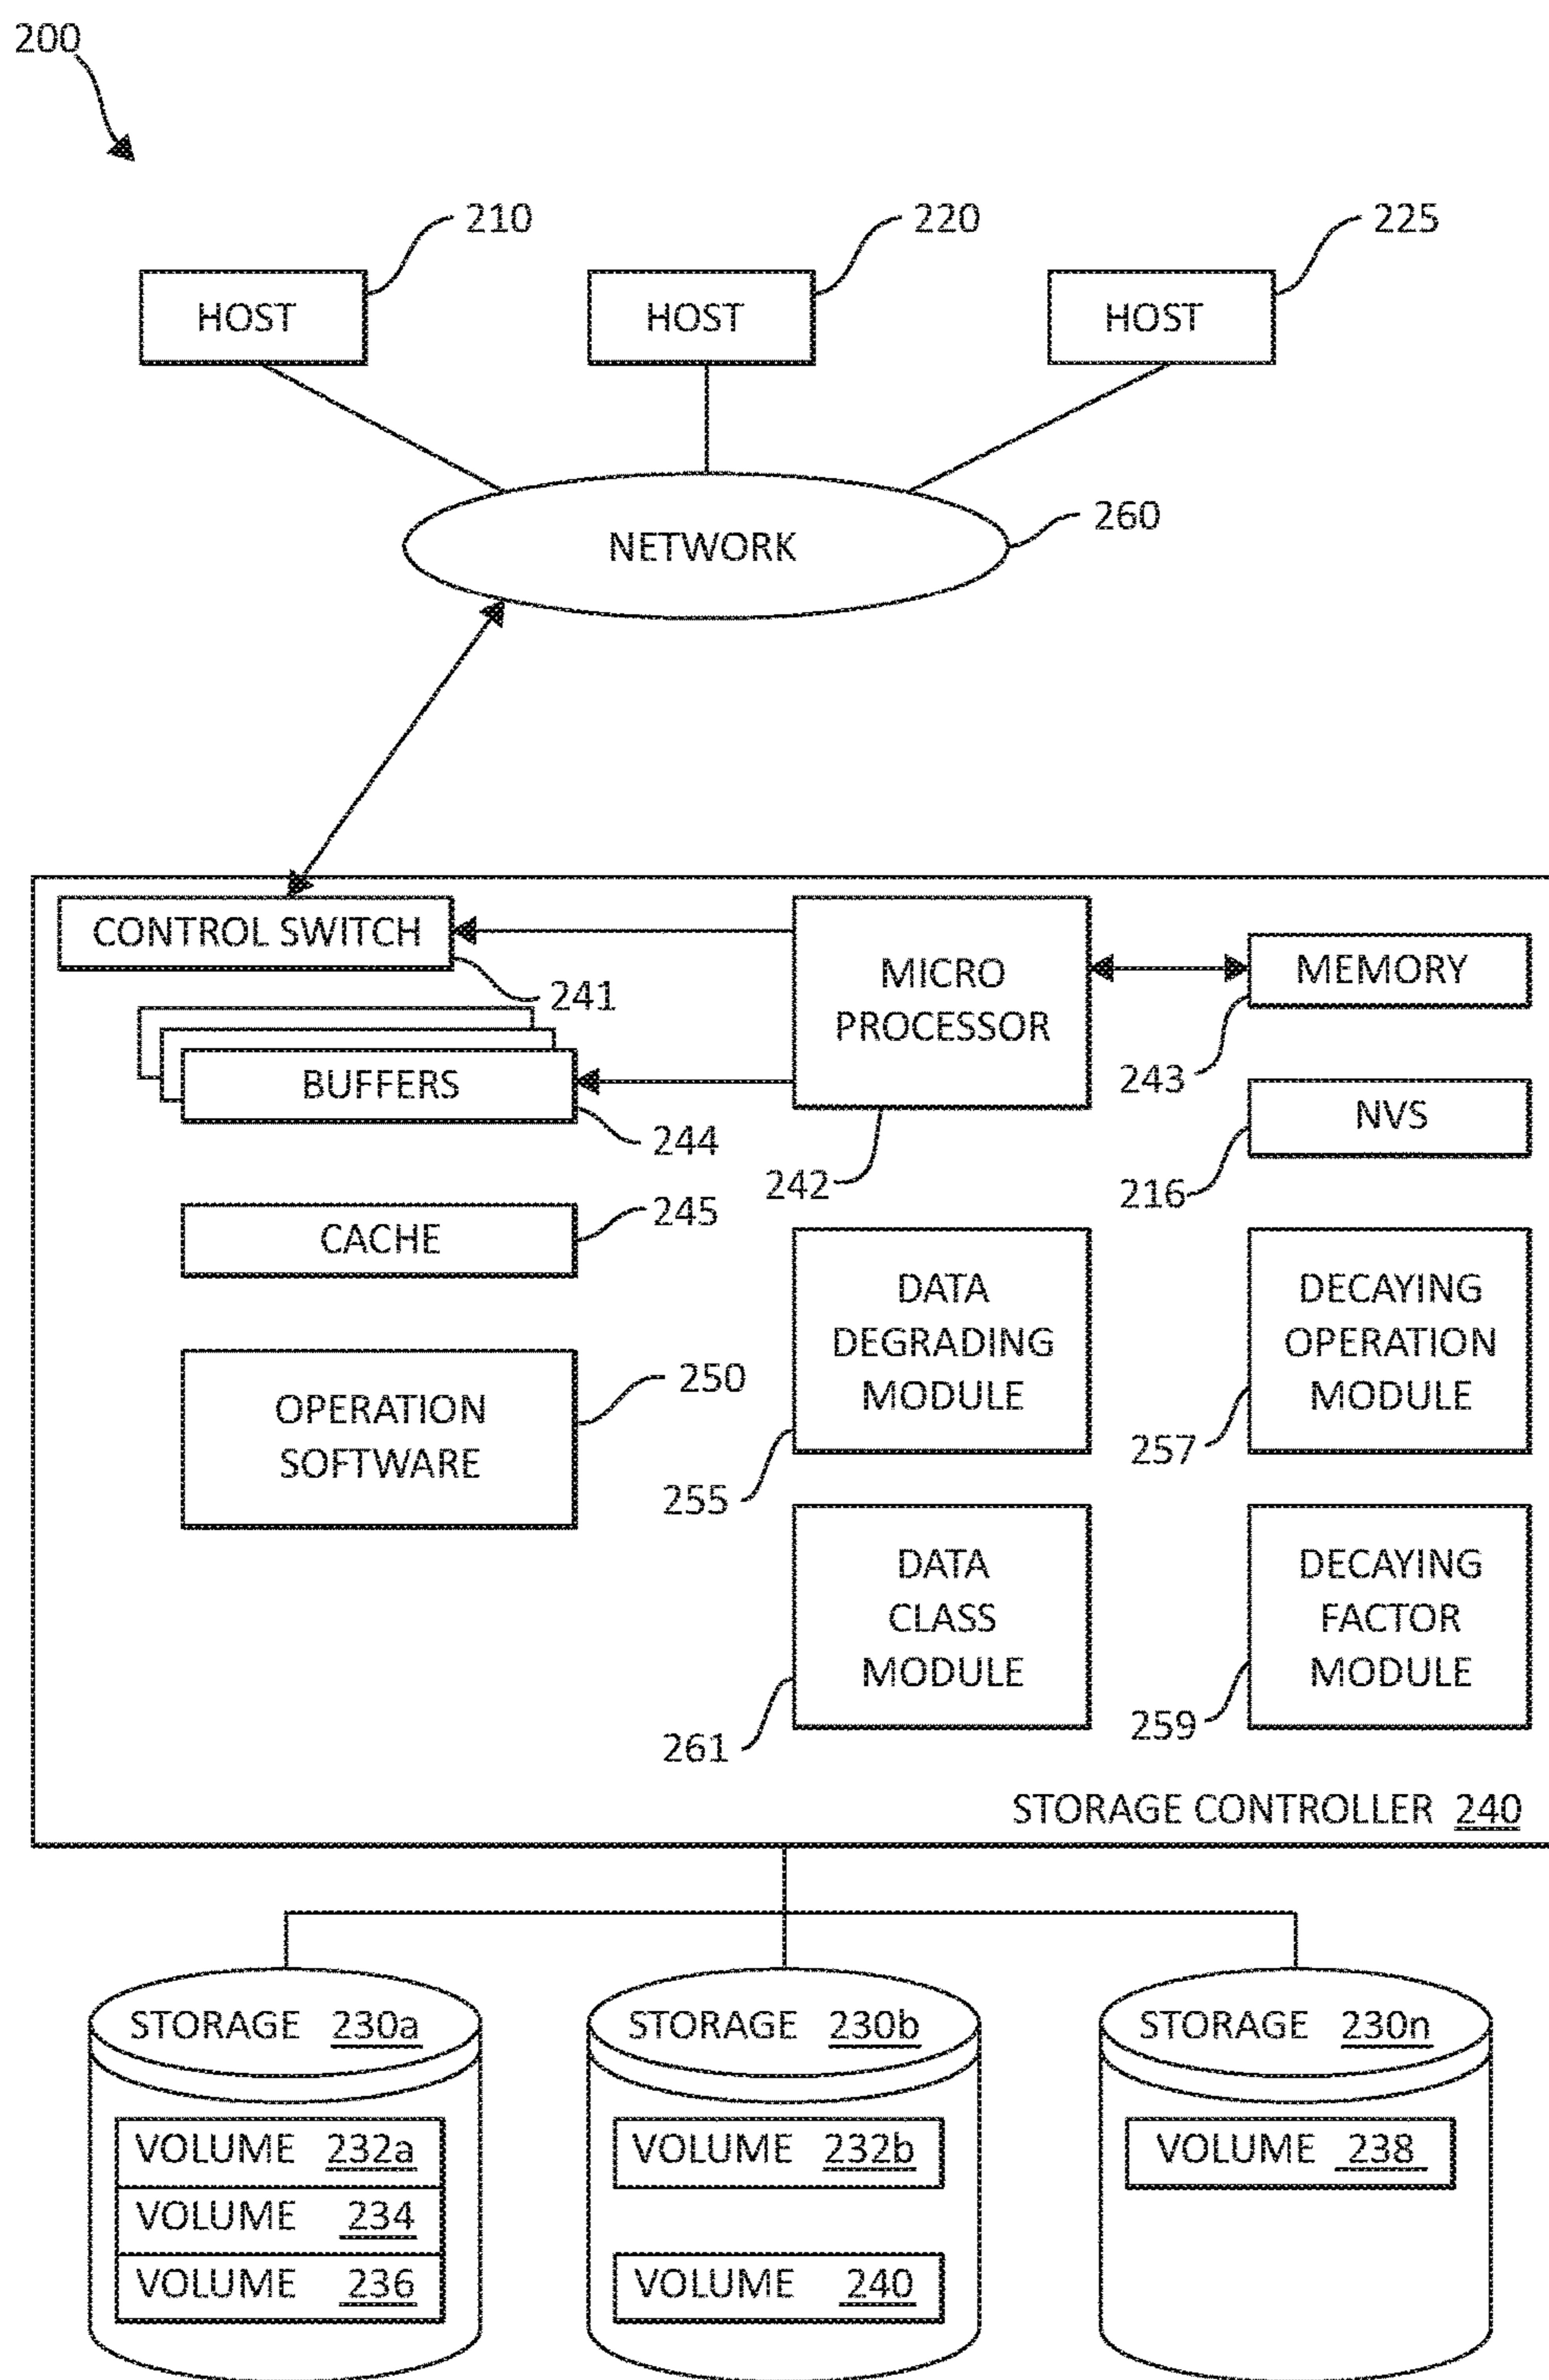 200
210
220
225
HOST
HOST
HOST
260
NETWORK
CONTROL SWITCH
241
MICRO
PROCESSOR
242
MEMORY
243
BUFFERS
244
NVS
216
CACHE
245
OPERATION
SOFTWARE
250
DATA
DEGRADING
MODULE
255
DECAYING
OPERATION
MODULE
257
DATA
CLASS
MODULE
261
DECAYING
FACTOR
MODULE
259
STORAGE CONTROLLER 240
STORAGE 230a
VOLUME 232a
VOLUME 234
VOLUME 236
STORAGE 230b
VOLUME 232b
VOLUME 240
STORAGE 230n
VOLUME 238